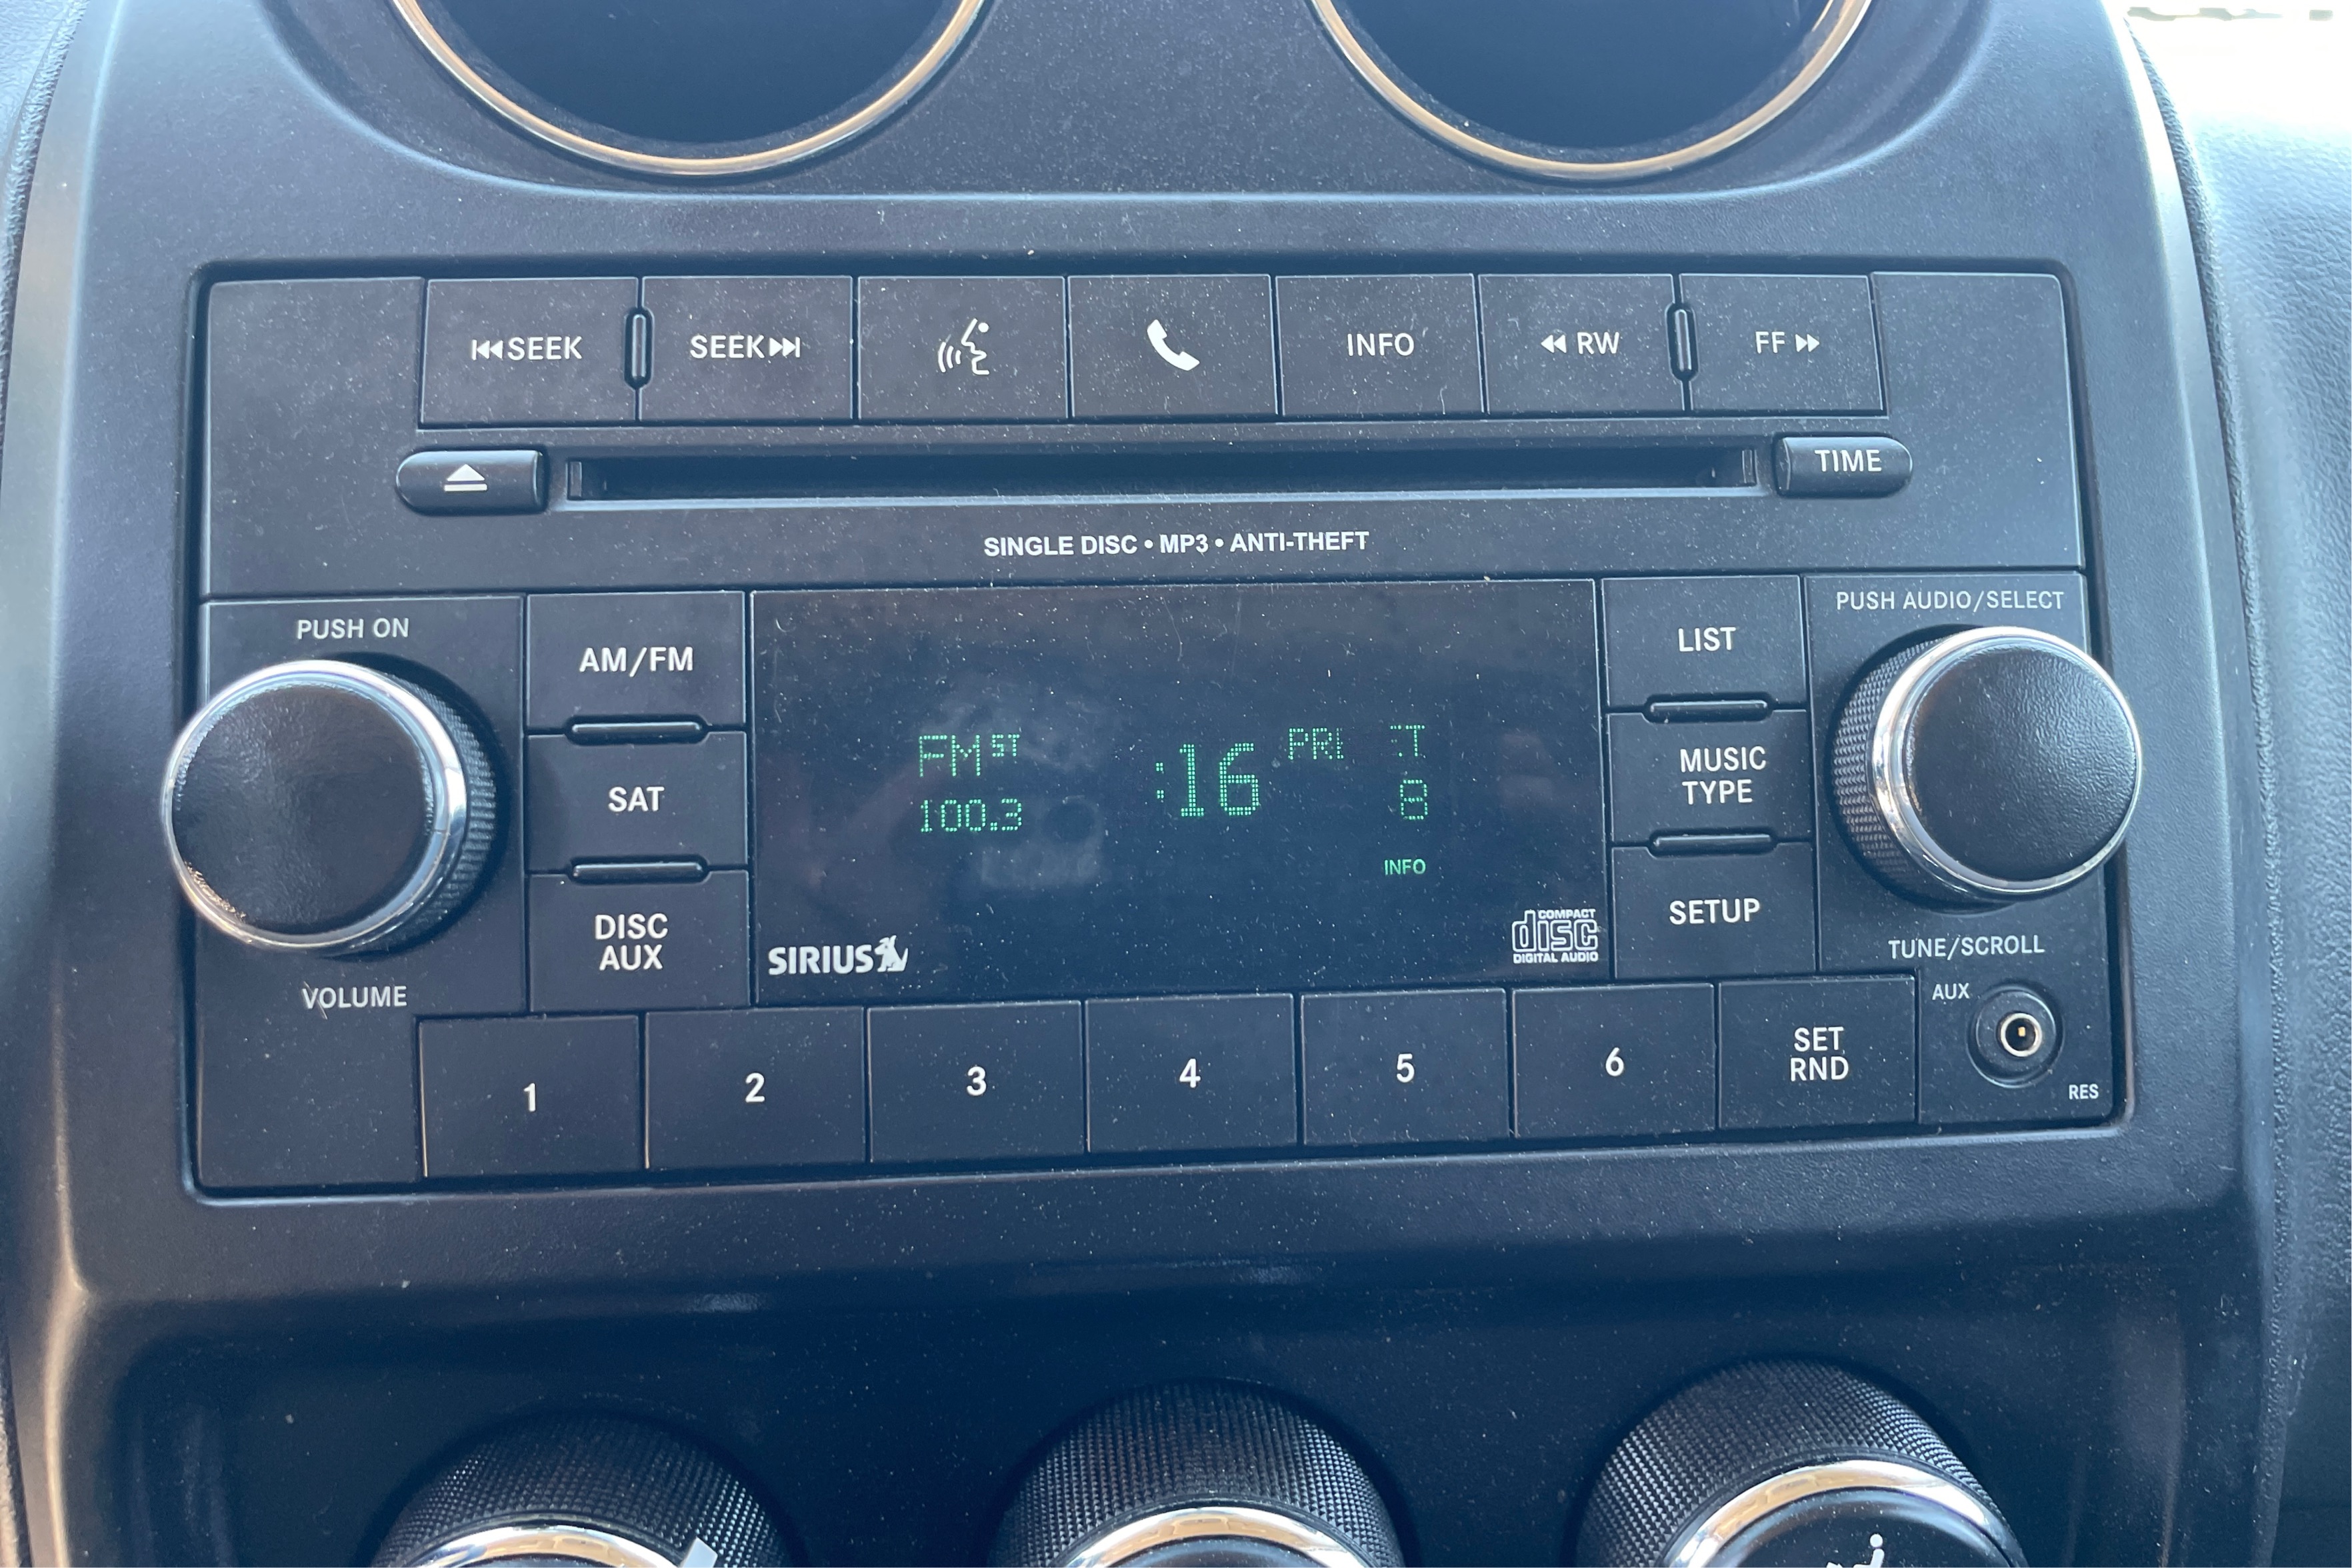 SEEK SEEK INFO RW FF
TIME
SINGLE DISC • MP3 • ANTI-THEFT
PUSH ON
AM/FM
SAT
DISC
AUX
VOLUME
FM ST
100.3
:16
8
INFO
SIRIUS
COMPACT
disc
DIGITAL AUDIO
LIST
MUSIC
TYPE
SETUP
PUSH AUDIO/SELECT
TUNE/SCROLL
1 2 3 4 5 6
SET
RND
AUX
RES